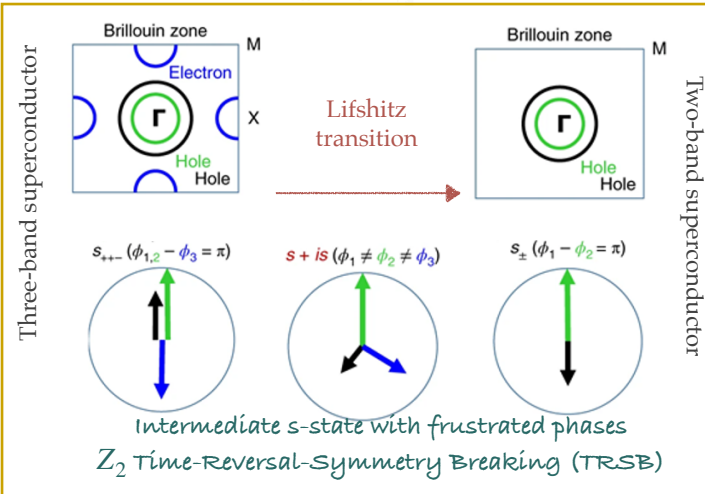 Three-band superconductor
Brillouin zone
M
Electron
Γ
X
Hole
Hole
Lifshitz
transition
Brillouin zone
M
Γ
Hole
Hole
Two-band superconductor
s₊₊₋ (ϕ₁,₂ − ϕ₃ = π)
s + is (ϕ₁ ≠ ϕ₂ ≠ ϕ₃)
s± (ϕ₁ − ϕ₂ = π)
Intermediate s-state with frustrated phases
Z₂ Time-Reversal-Symmetry Breaking (TRSB)